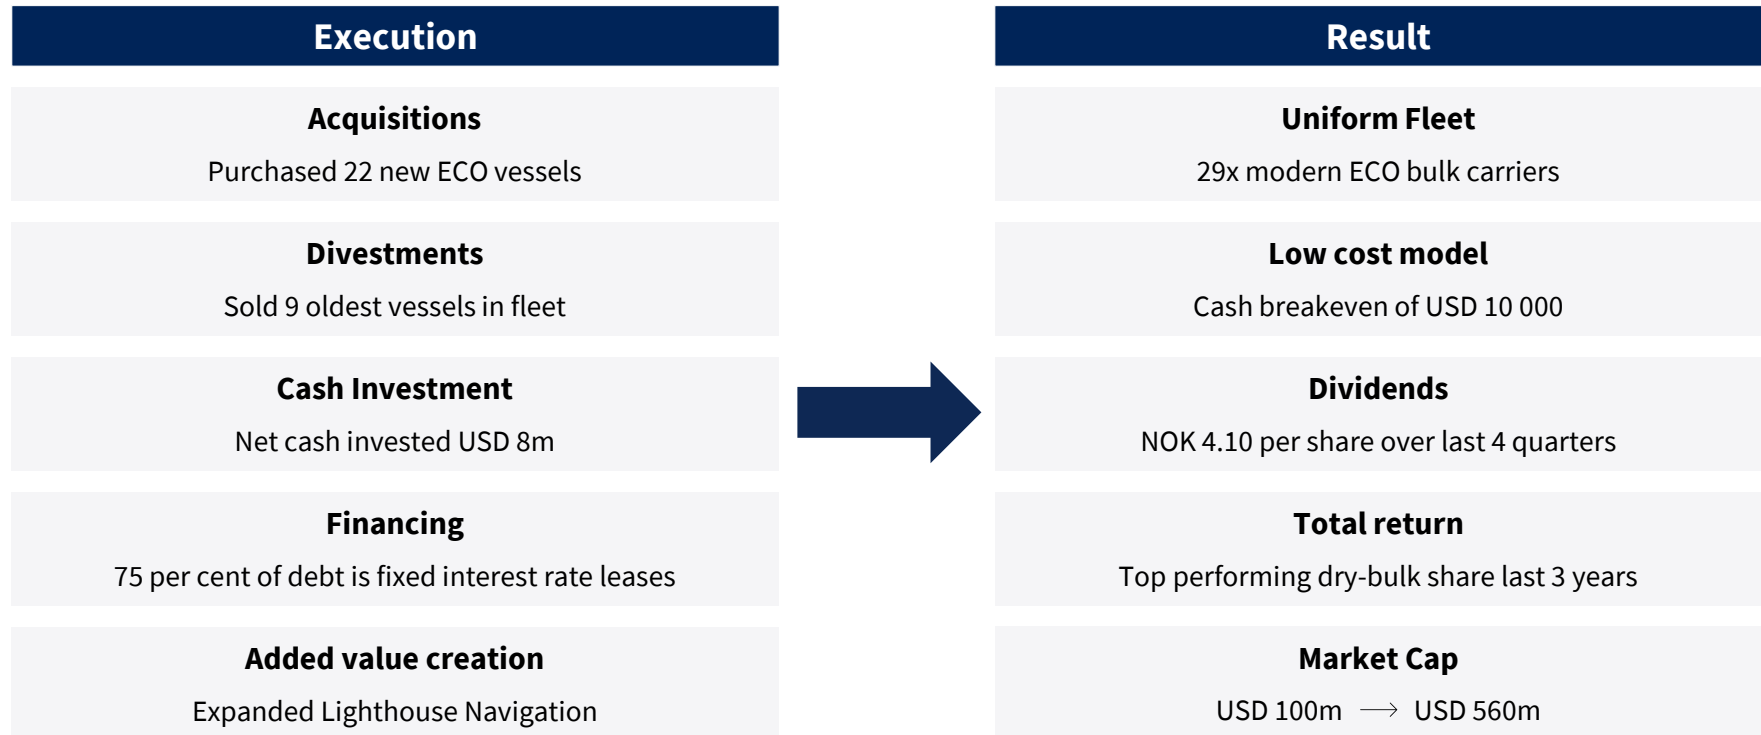 Execution
Acquisitions
Purchased 22 new ECO vessels
Divestments
Sold 9 oldest vessels in fleet
Cash Investment
Net cash invested USD 8m
Financing
75 per cent of debt is fixed interest rate leases
Added value creation
Expanded Lighthouse Navigation
Result
Uniform Fleet
29x modern ECO bulk carriers
Low cost model
Cash breakeven of USD 10 000
Dividends
NOK 4.10 per share over last 4 quarters
Total return
Top performing dry-bulk share last 3 years
Market Cap
USD 100m → USD 560m